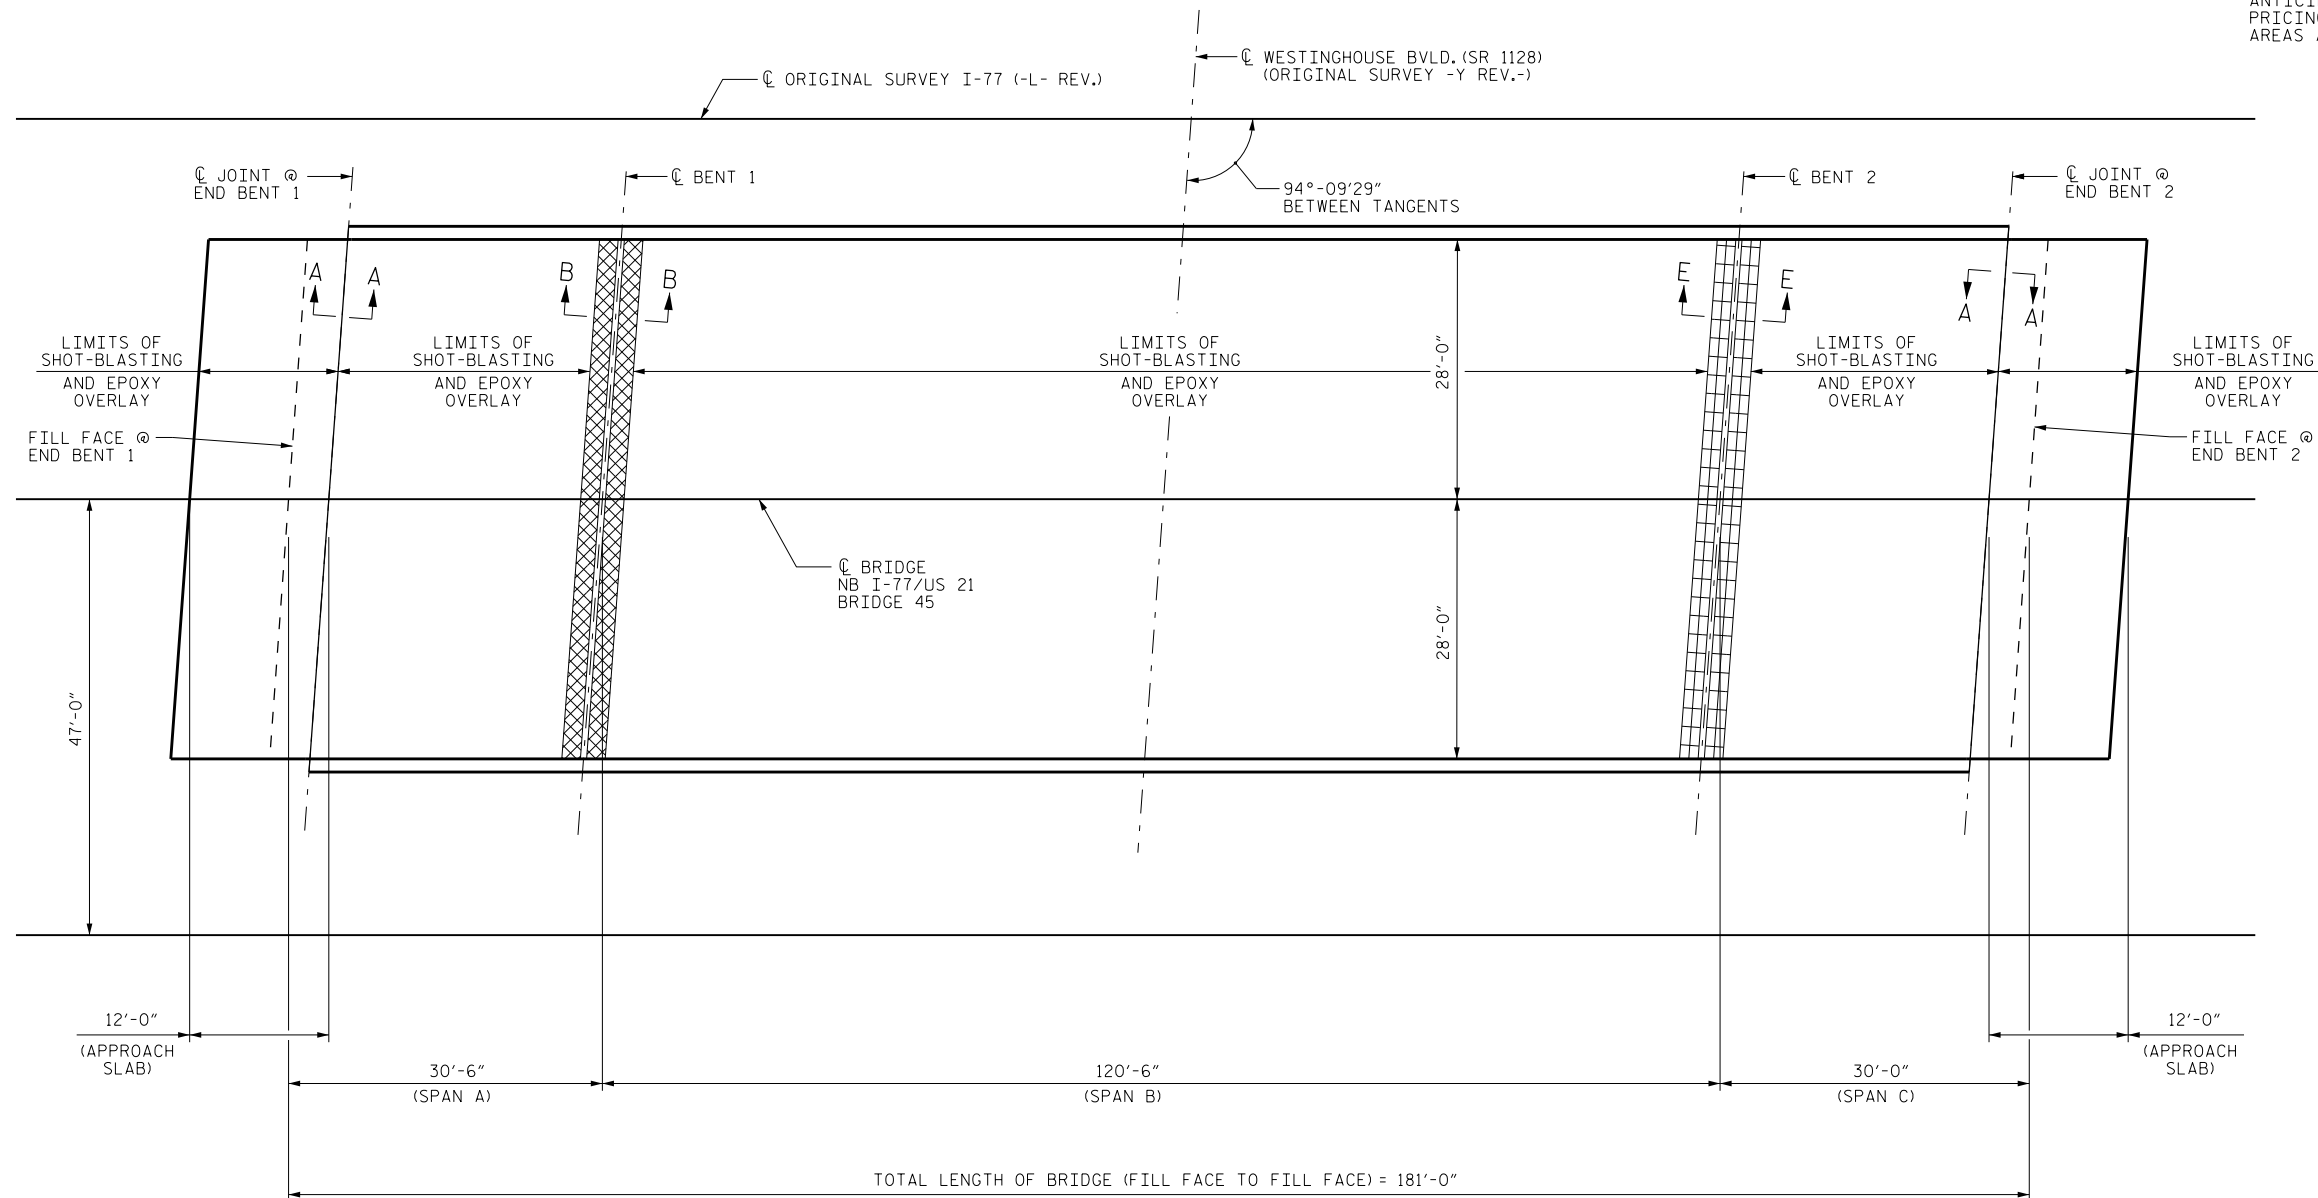 ANTICI
PRICING
AREAS A
℄ WESTINGHOUSE BVLD. (SR 1128)
(ORIGINAL SURVEY -Y REV.-)
℄ ORIGINAL SURVEY I-77 (-L- REV.)
℄ JOINT @
END BENT 1
℄ BENT 1
94°-09'29"
BETWEEN TANGENTS
℄ BENT 2
℄ JOINT @
END BENT 2
A
A
B
B
E
E
A
A
LIMITS OF
SHOT-BLASTING
AND EPOXY
OVERLAY
LIMITS OF
SHOT-BLASTING
AND EPOXY
OVERLAY
LIMITS OF
SHOT-BLASTING
AND EPOXY
OVERLAY
28'-0"
LIMITS OF
SHOT-BLASTING
AND EPOXY
OVERLAY
LIMITS OF
SHOT-BLASTING
AND EPOXY
OVERLAY
FILL FACE @
END BENT 1
FILL FACE @
END BENT 2
℄ BRIDGE
NB I-77/US 21
BRIDGE 45
28'-0"
47'-0"
12'-0"
(APPROACH
SLAB)
12'-0"
(APPROACH
SLAB)
30'-6"
(SPAN A)
120'-6"
(SPAN B)
30'-0"
(SPAN C)
TOTAL LENGTH OF BRIDGE (FILL FACE TO FILL FACE) = 181'-0"